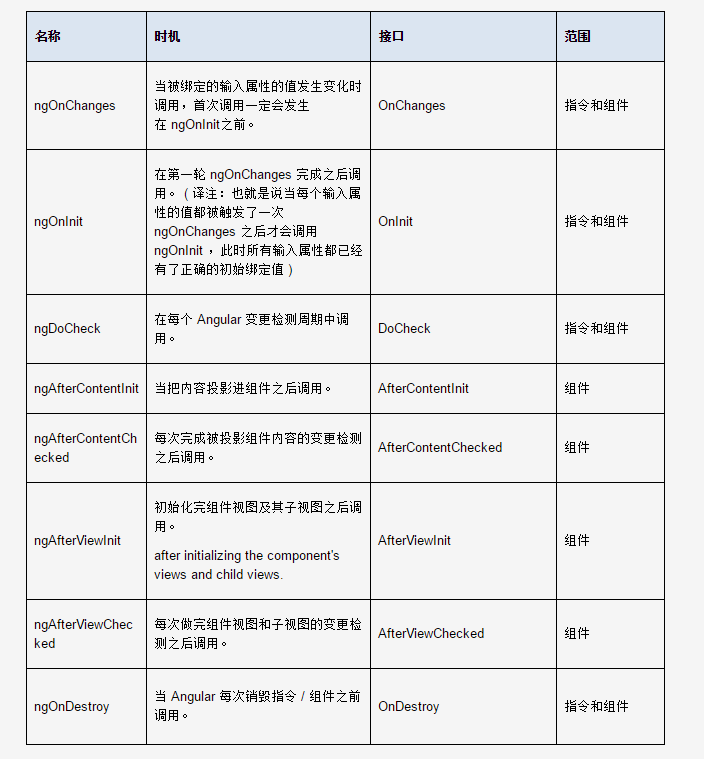 名称 时机 接口 范围
ngOnChanges
当被绑定的输入属性的值发生变化时
调用，首次调用一定会发生
在 ngOnInit之前。
OnChanges
指令和组件
ngOnInit
在第一轮 ngOnChanges 完成之后调
用。（译注：也就是说当每个输入属
性的值都被触发了一次
ngOnChanges 之后才会调用
ngOnInit ，此时所有输入属性都已经
有了正确的初始绑定值）
OnInit
指令和组件
ngDoCheck
在每个 Angular 变更检测周期中调
用。
DoCheck
指令和组件
ngAfterContentInit
当把内容投影进组件之后调用。
AfterContentInit
组件
ngAfterContentCh
ecked
每次完成被投影组件内容的变更检测
之后调用。
AfterContentChecked
组件
ngAfterViewInit
初始化完组件视图及其子视图之后调
用。
after initializing the component's
views and child views.
AfterViewInit
组件
ngAfterViewChec
ked
每次做完组件视图和子视图的变更检
测之后调用。
AfterViewChecked
组件
ngOnDestroy
当 Angular 每次销毁指令 / 组件之前
调用。
OnDestroy
指令和组件